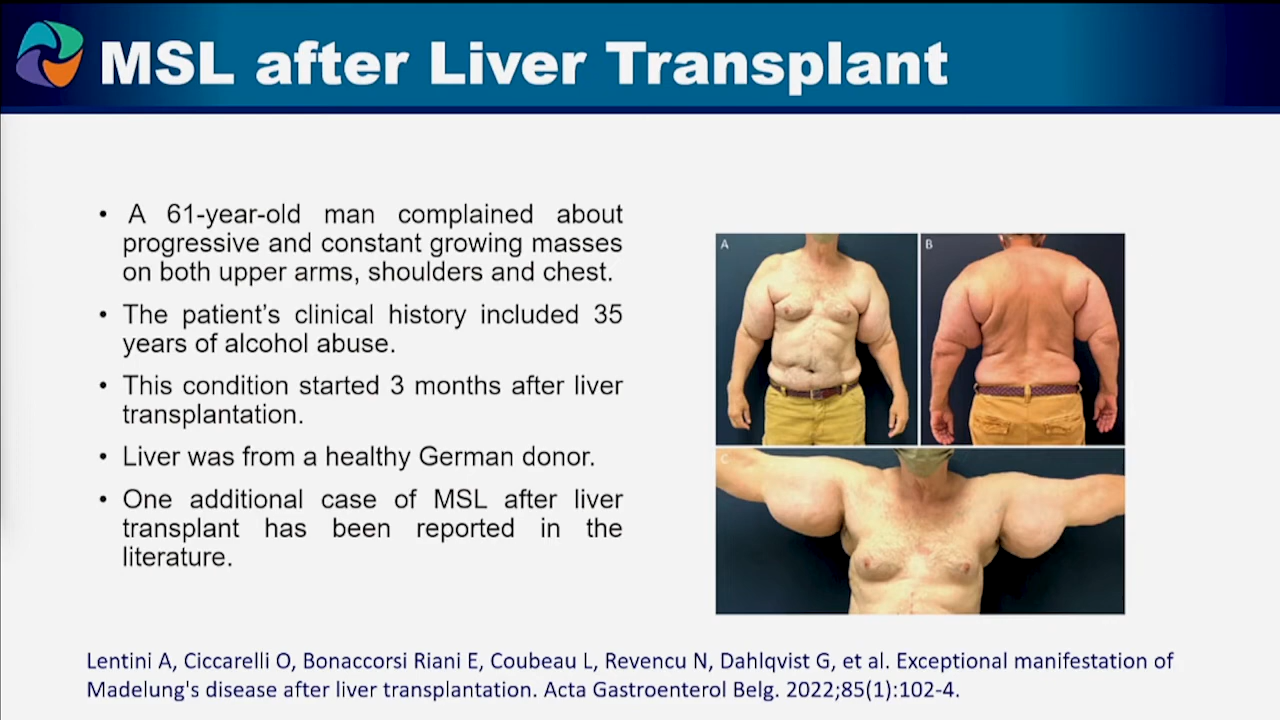 MSL after Liver Transplant
• A 61-year-old man complained about
progressive and constant growing masses
on both upper arms, shoulders and chest.
• The patient's clinical history included 35
years of alcohol abuse.
• This condition started 3 months after liver
transplantation.
• Liver was from a healthy German donor.
• One additional case of MSL after liver
transplant has been reported in the
literature.
A
B
C
Lentini A, Ciccarelli O, Bonaccorsi Riani E, Coubeau L, Revencu N, Dahlqvist G, et al. Exceptional manifestation of
Madelung's disease after liver transplantation. Acta Gastroenterol Belg. 2022;85(1):102-4.